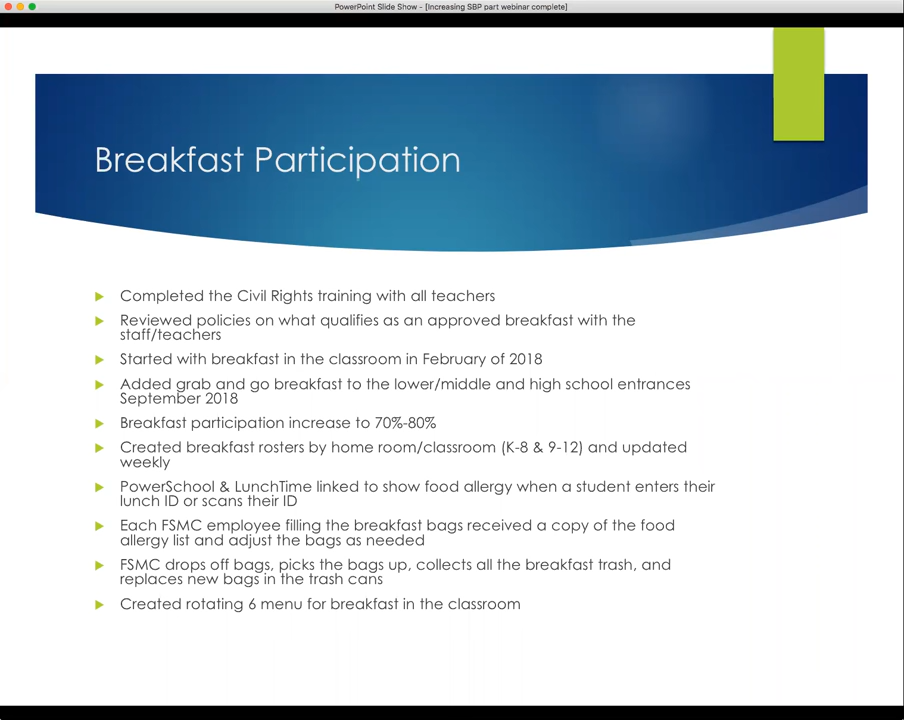 PowerPoint Slide Show - [Increasing SBP part webinar complete]
Breakfast Participation
Completed the Civil Rights training with all teachers
Reviewed policies on what qualifies as an approved breakfast with the
staff/teachers
Started with breakfast in the classroom in February of 2018
Added grab and go breakfast to the lower/middle and high school entrances
September 2018
Breakfast participation increase to 70%-80%
Created breakfast rosters by home room/classroom (K-8 & 9-12) and updated
weekly
PowerSchool & LunchTime linked to show food allergy when a student enters their
lunch ID or scans their ID
Each FSMC employee filling the breakfast bags received a copy of the food
allergy list and adjust the bags as needed
FSMC drops off bags, picks the bags up, collects all the breakfast trash, and
replaces new bags in the trash cans
Created rotating 6 menu for breakfast in the classroom